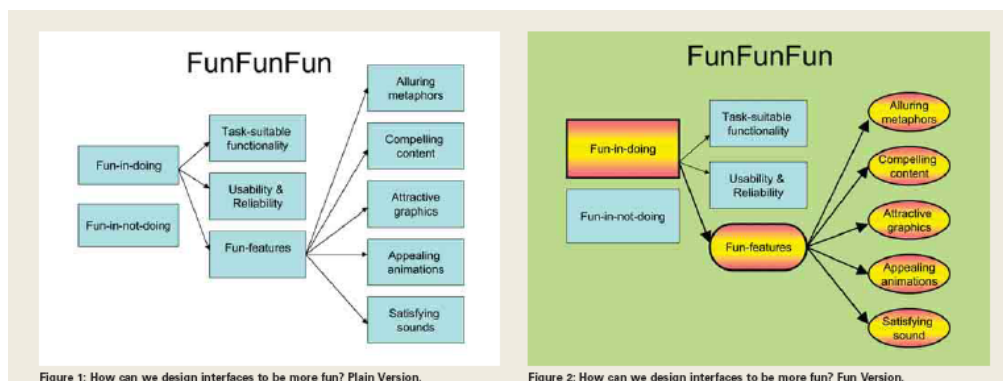 FunFunFun
Alluring
metaphors
Task-suitable
functionality
Compelling
content
Fun-in-doing
Usability &
Reliability
Attractive
graphics
Fun-in-not-doing
Fun-features
Appealing
animations
Satisfying
sounds
Figure 1: How can we design interfaces to be more fun? Plain Version.
FunFunFun
Alluring
metaphors
Task-suitable
functionality
Fun-in-doing
Compelling
content
Usability &
Reliability
Fun-in-not-doing
Attractive
graphics
Fun-features
Appealing
animations
Satisfying
sound
Figure 2: How can we design interfaces to be more fun? Fun Version.